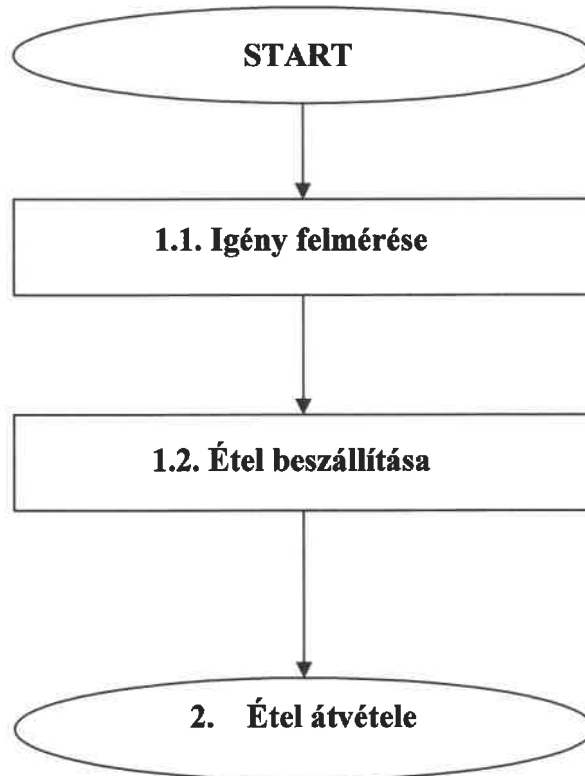 START
1.1. Igény felmérése
1.2. Étel beszállítása
2. Étel átvétele